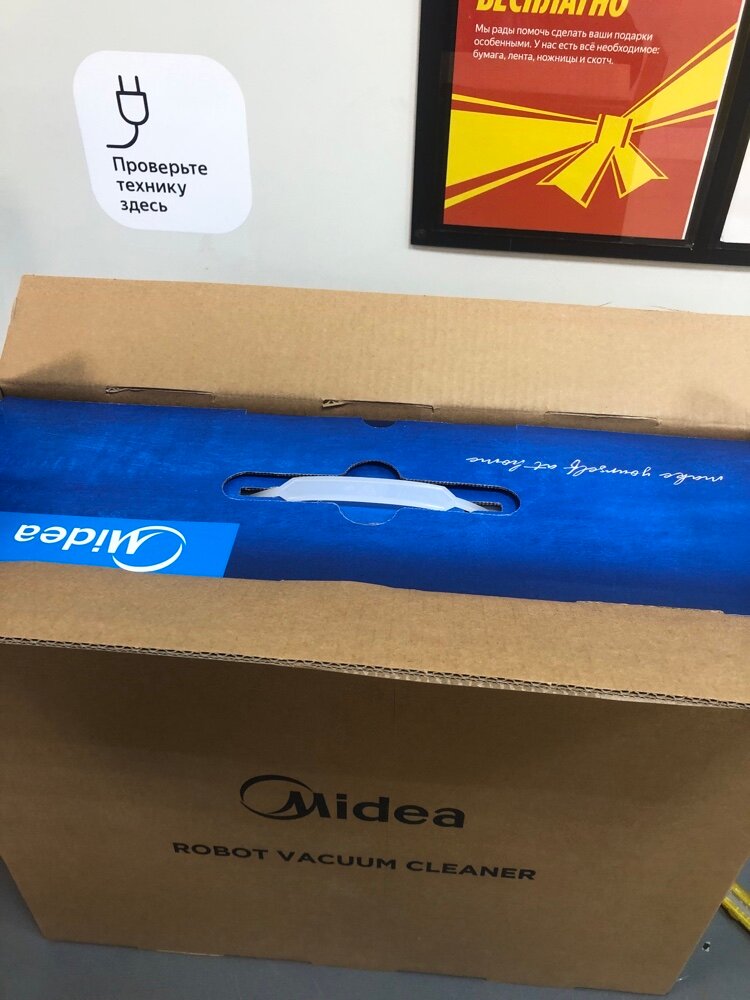 БЕСПЛАТНО
Мы рады помочь сделать ваши подарки
особенными. У нас есть всё необходимое:
бумага, лента, ножницы и скотч.
Проверьте
технику
здесь
make yourself at home
Midea
Midea
ROBOT VACUUM CLEANER